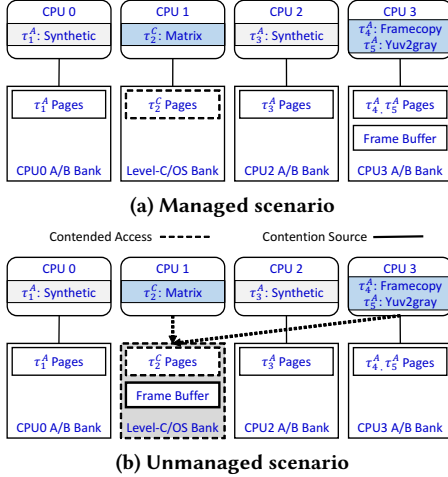 CPU 0 CPU 1 CPU 2 CPU 3
τ₁ᴬ: Synthetic τ₂ᶜ: Matrix τ₃ᴬ: Synthetic τ₄ᴬ: Framecopy
τ₅ᴬ: Yuv2gray
τ₁ᴬ Pages τ₂ᶜ Pages τ₃ᴬ Pages τ₄ᴬ, τ₅ᴬ Pages
Frame Buffer
CPU0 A/B Bank Level-C/OS Bank CPU2 A/B Bank CPU3 A/B Bank
(a) Managed scenario
Contended Access Contention Source
CPU 0 CPU 1 CPU 2 CPU 3
τ₁ᴬ: Synthetic τ₂ᶜ: Matrix τ₃ᴬ: Synthetic τ₄ᴬ: Framecopy
τ₅ᴬ: Yuv2gray
τ₁ᴬ Pages τ₂ᶜ Pages τ₃ᴬ Pages τ₄ᴬ, τ₅ᴬ Pages
Frame Buffer
CPU0 A/B Bank Level-C/OS Bank CPU2 A/B Bank CPU3 A/B Bank
(b) Unmanaged scenario